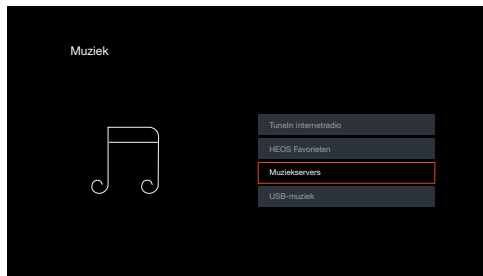 Muziek
TuneIn internetradio
HEOS Favorieten
Muziekservers
USB-muziek